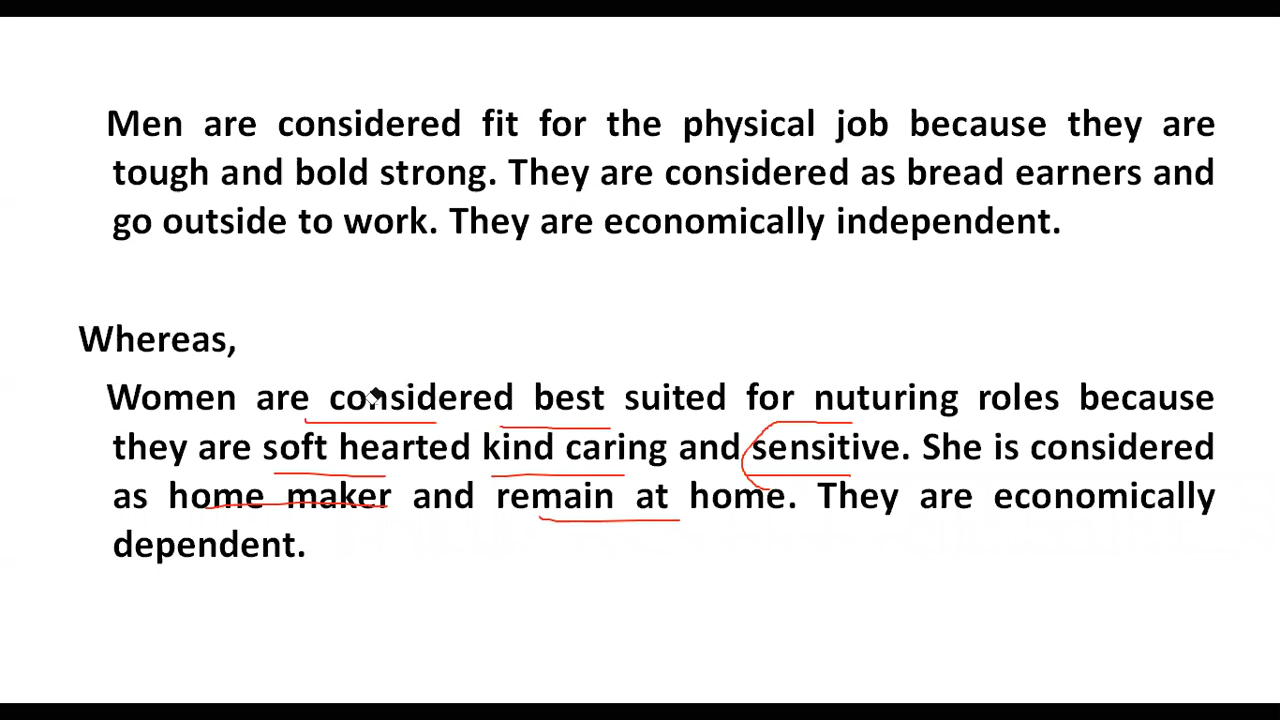 Men are considered fit for the physical job because they are
tough and bold strong. They are considered as bread earners and
go outside to work. They are economically independent.
Whereas,
Women are considered best suited for nuturing roles because
they are soft hearted kind caring and sensitive. She is considered
as home maker and remain at home. They are economically
dependent.